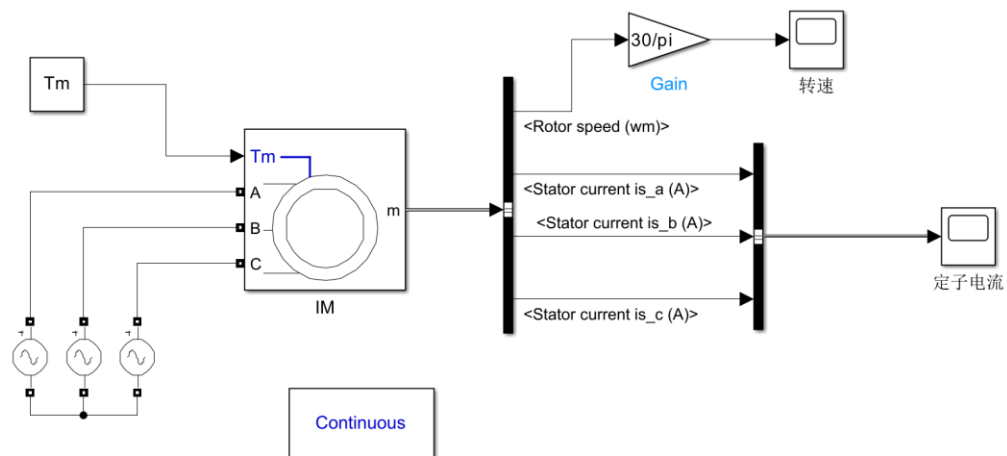 30/pi
Gain
转速
Tm
<Rotor speed (wm)>
Tm
A
<Stator current is_a (A)>
m
B
<Stator current is_b (A)>
C
定子电流
IM
<Stator current is_c (A)>
+
+
+
Continuous